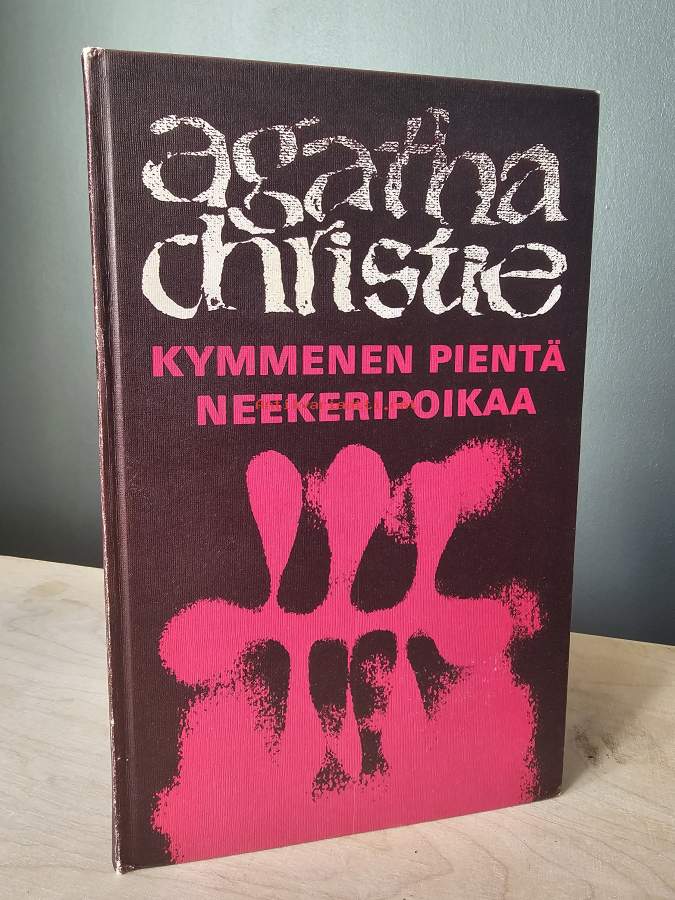 agatha
christie
KYMMENEN PIENTÄ
NEEKERIPOIKAA